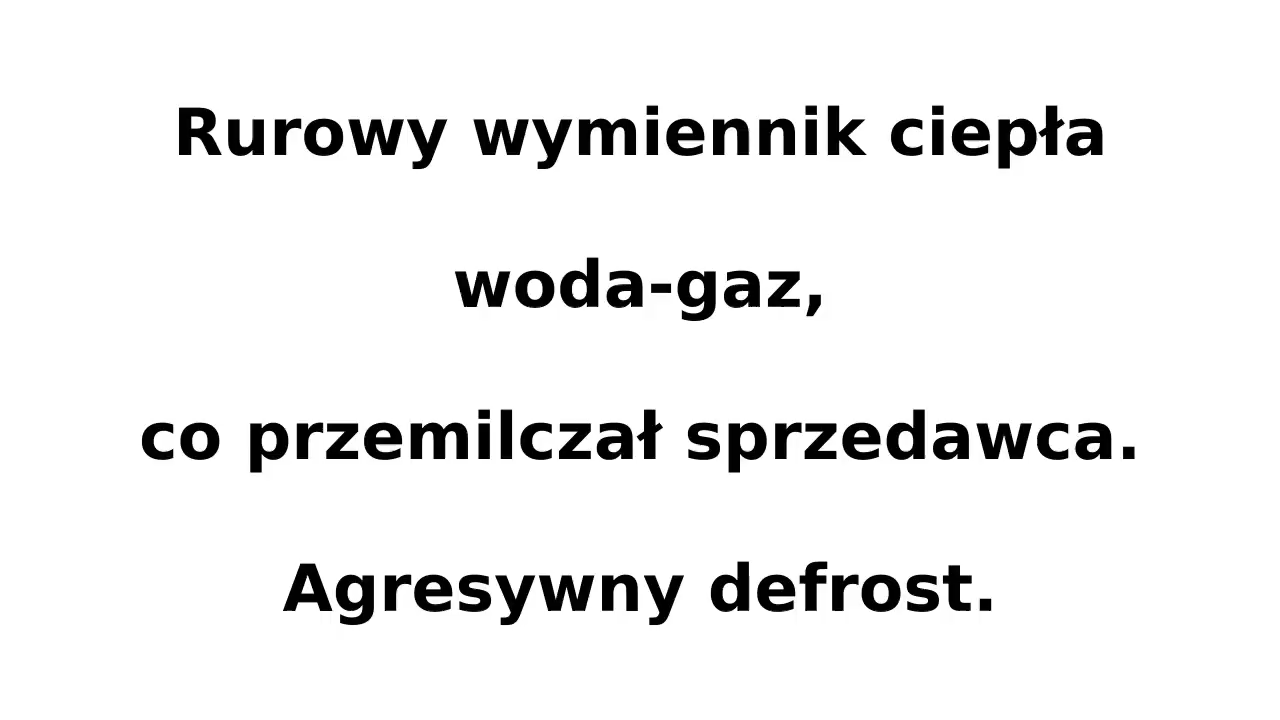 Rurowy wymiennik ciepła
woda-gaz,
co przemilczał sprzedawca.
Agresywny defrost.